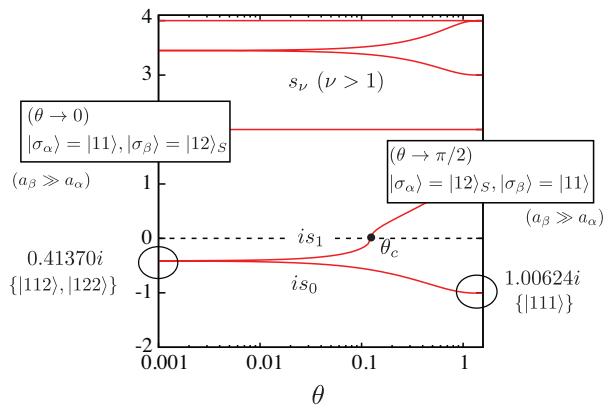 4
3
s_ν (ν > 1)
(θ → 0)
|σ_α⟩ = |11⟩, |σ_β⟩ = |12⟩_S
(a_β ≫ a_α)
(θ → π/2)
|σ_α⟩ = |12⟩_S, |σ_β⟩ = |11⟩
(a_β ≫ a_α)
1
0
is_1
θ_c
0.41370i
{|112⟩, |122⟩}
is_0
1.00624i
{|111⟩}
-1
-2
0.001
0.01
0.1
1
θ